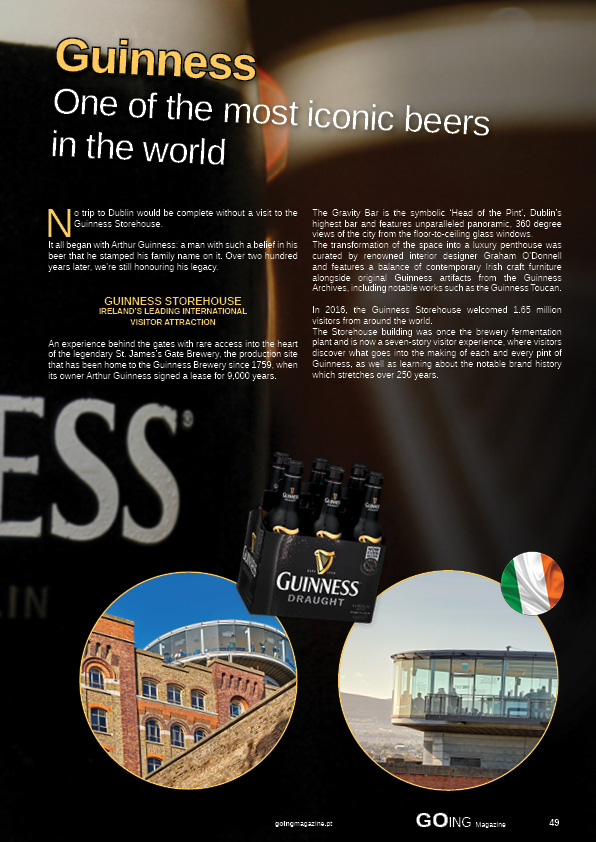 Guinness
One of the most iconic beers
in the world
No trip to Dublin would be complete without a visit to the
Guinness Storehouse.
It all began with Arthur Guinness: a man with such a belief in his
beer that he stamped his family name on it. Over two hundred
years later, we're still honouring his legacy.
GUINNESS STOREHOUSE
IRELAND'S LEADING INTERNATIONAL
VISITOR ATTRACTION
An experience behind the gates with rare access into the heart
of the legendary St. James's Gate Brewery, the production site
that has been home to the Guinness Brewery since 1759, when
its owner Arthur Guinness signed a lease for 9,000 years.
The Gravity Bar is the symbolic 'Head of the Pint', Dublin's
highest bar and features unparalleled panoramic, 360 degree
views of the city from the floor-to-ceiling glass windows.
The transformation of the space into a luxury penthouse was
curated by renowned interior designer Graham O'Donnell
and features a balance of contemporary Irish craft furniture
alongside original Guinness artifacts from the Guinness
Archives, including notable works such as the Guinness Toucan.
In 2016, the Guinness Storehouse welcomed 1.65 million
visitors from around the world.
The Storehouse building was once the brewery fermentation
plant and is now a seven-story visitor experience, where visitors
discover what goes into the making of each and every pint of
Guinness, as well as learning about the notable brand history
which stretches over 250 years.
ESS®
LIN
GUINNESS
GUINNESS
GUINNESS
GUINNESS
DRAUGHT
goingmagazine.pt
GOING Magazine
49